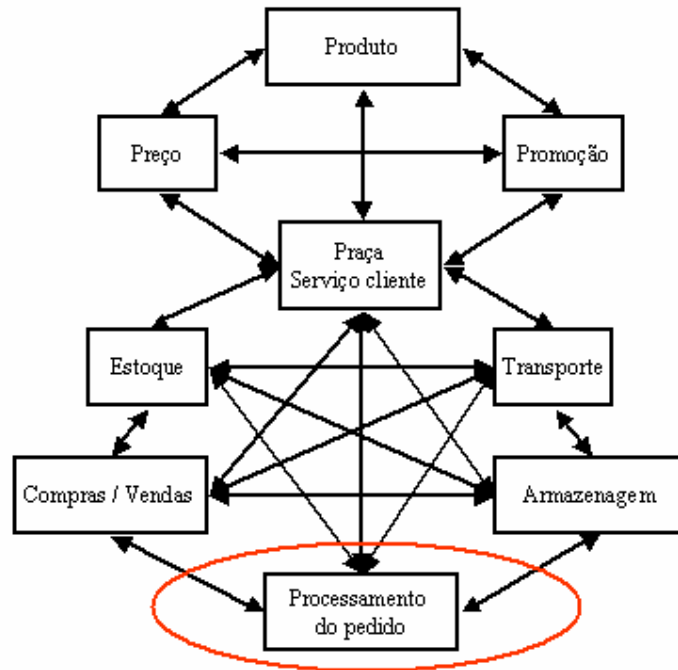 Produto
Preço
Promoção
Praça
Serviço cliente
Estoque
Transporte
Compras / Vendas
Armazenagem
Processamento
do pedido